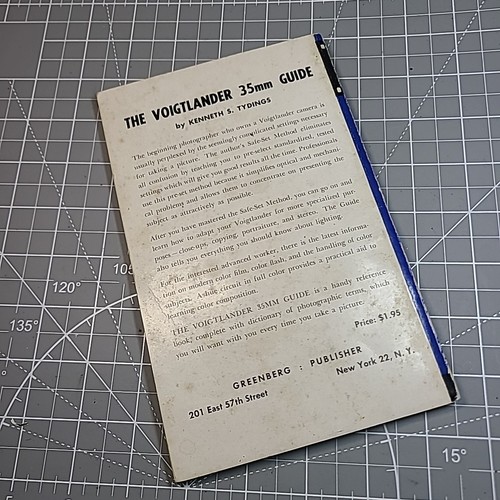 THE VOIGTLANDER 35mm GUIDE
by KENNETH S. TYDINGS
The beginning photographer who owns a Voigtlander camera is
usually perplexed by the seemingly complicated settings necessary
for taking a picture. The author's Safe-Set Method eliminates
all confusion by teaching you to pre-select standardized, tested
settings which will give you good results all the time. Professionals
use this pre-set method because it simplifies optical and mechani-
cal problems and allows them to concentrate on presenting the
subject as attractively as possible.
After you have mastered the Safe-Set Method, you can go on and
learn how to adapt your Voigtlander for more specialized pur-
poses—close-ups, copying, portraiture, and stereo. The Guide
also tells you everything you should know about lighting.
For the interested advanced worker, there is the latest informa-
tion on modern color film, color flash, and the handling of color
subjects. A show circuit in full color provides a practical aid to
learning color composition.
THE VOIGTLANDER 35MM GUIDE is a handy reference
book, complete with dictionary of photographic terms, which
you will want with you every time you take a picture.
Price: $1.95
GREENBERG : PUBLISHER
201 East 57th Street New York 22, N. Y.
120°
105
135°
15°